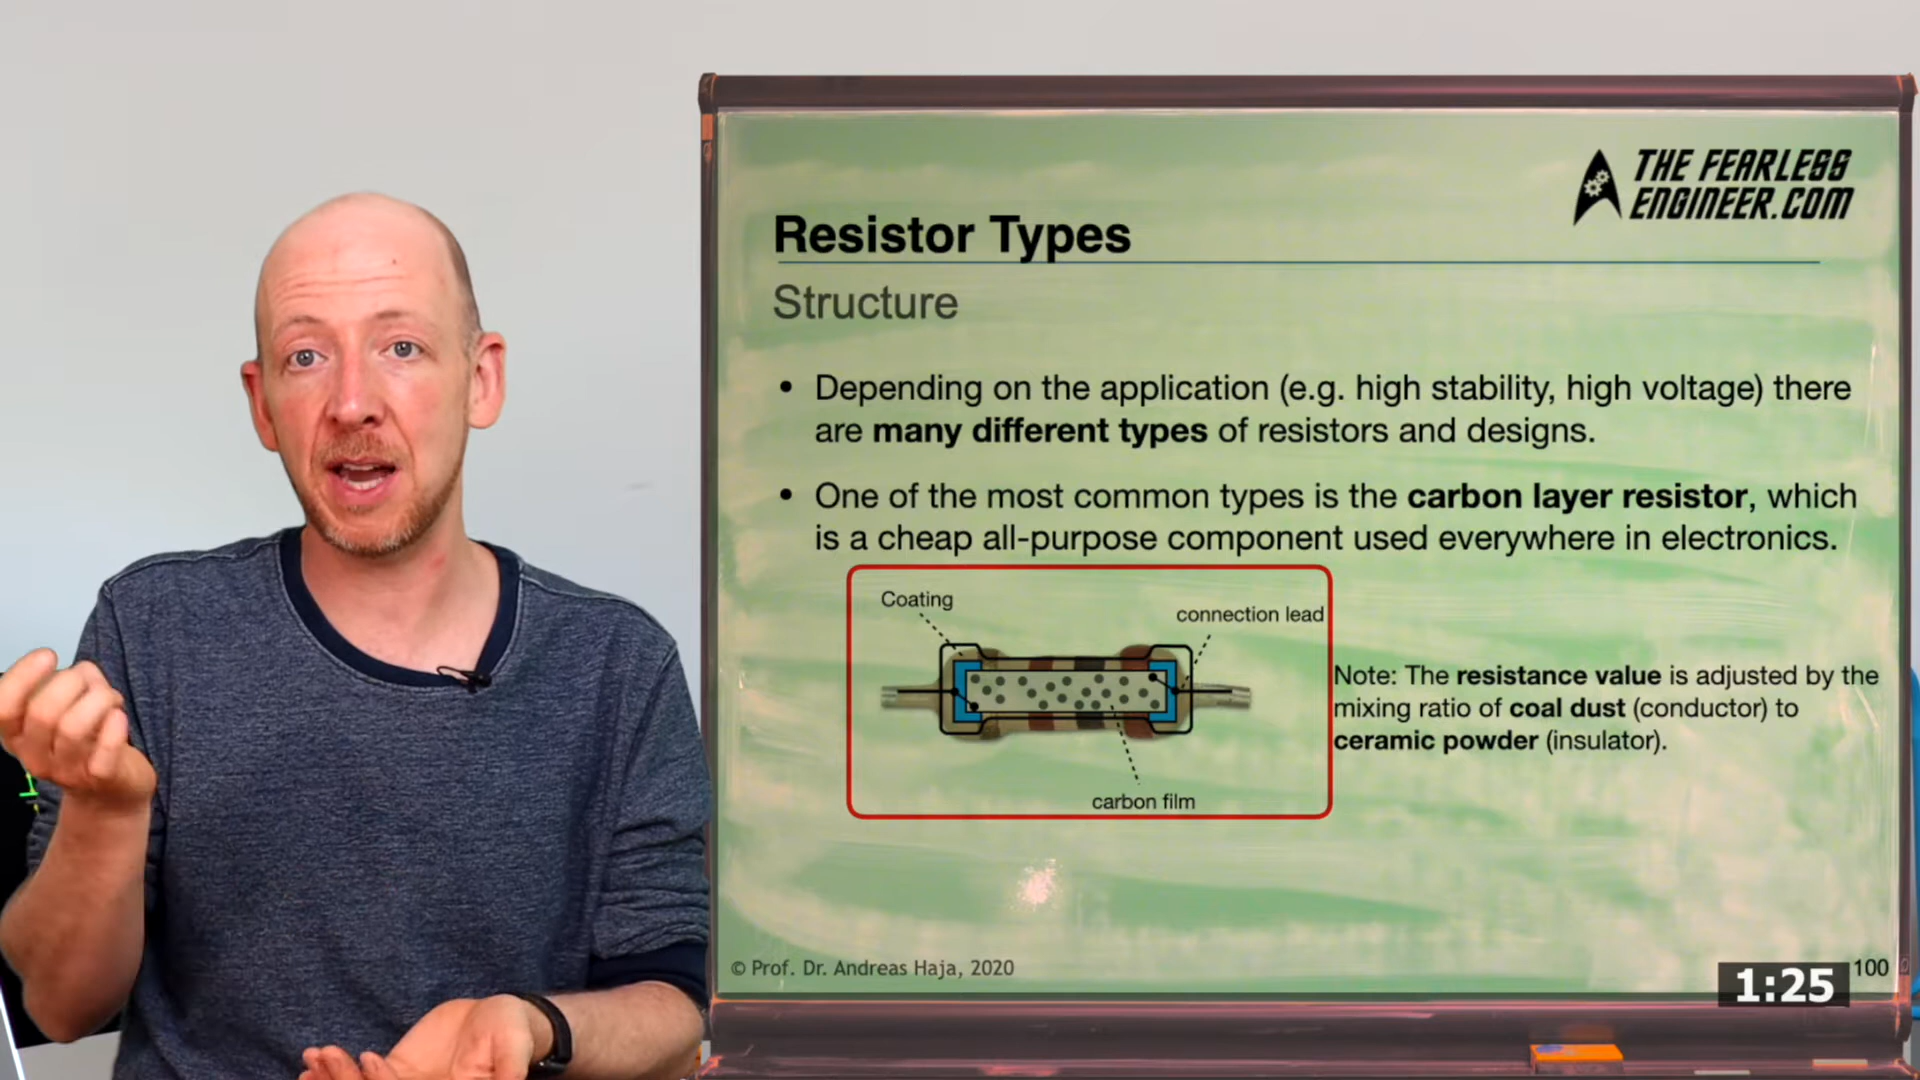 THE FEARLESS
ENGINEER.COM
Resistor Types
Structure
• Depending on the application (e.g. high stability, high voltage) there
are many different types of resistors and designs.
• One of the most common types is the carbon layer resistor, which
is a cheap all-purpose component used everywhere in electronics.
Coating
connection lead
carbon film
Note: The resistance value is adjusted by the
mixing ratio of coal dust (conductor) to
ceramic powder (insulator).
© Prof. Dr. Andreas Haja, 2020
100
1:25